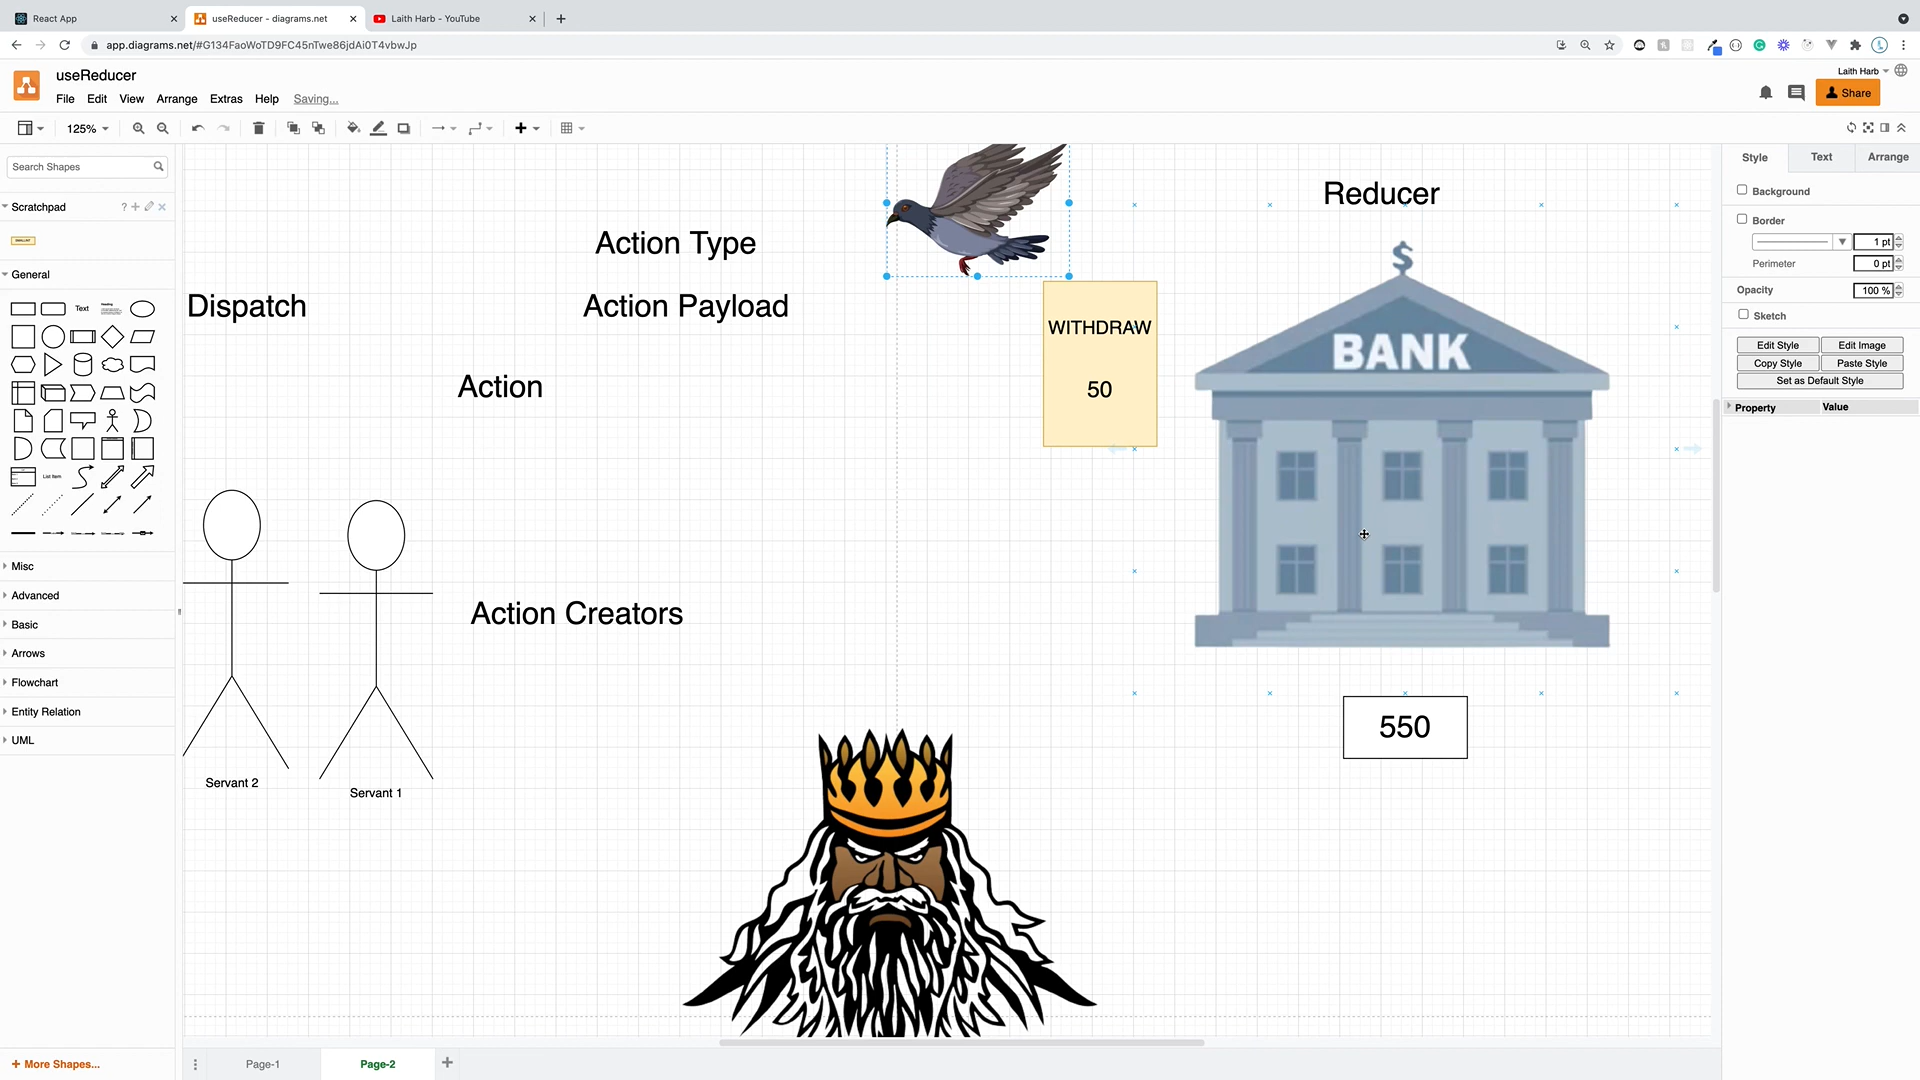 React App
useReducer - diagrams.net
Laith Harb - YouTube
app.diagrams.net/#G134FaoWoTD9FC45nTwe86jdAi0T4vbwJp
useReducer
File Edit View Arrange Extras Help Saving...
Laith Harb
Share
125%
Search Shapes
Scratchpad
?
General
Text
Heading
List Item
Misc
Advanced
Basic
Arrows
Flowchart
Entity Relation
UML
+ More Shapes...
Reducer
Action Type
Dispatch
Action Payload
WITHDRAW
50
$
BANK
Action
Action Creators
550
Servant 2
Servant 1
Page-1
Page-2
Style Text Arrange
Background
Border
1 pt
Perimeter
0 pt
Opacity
100 %
Sketch
Edit Style
Edit Image
Copy Style
Paste Style
Set as Default Style
Property Value